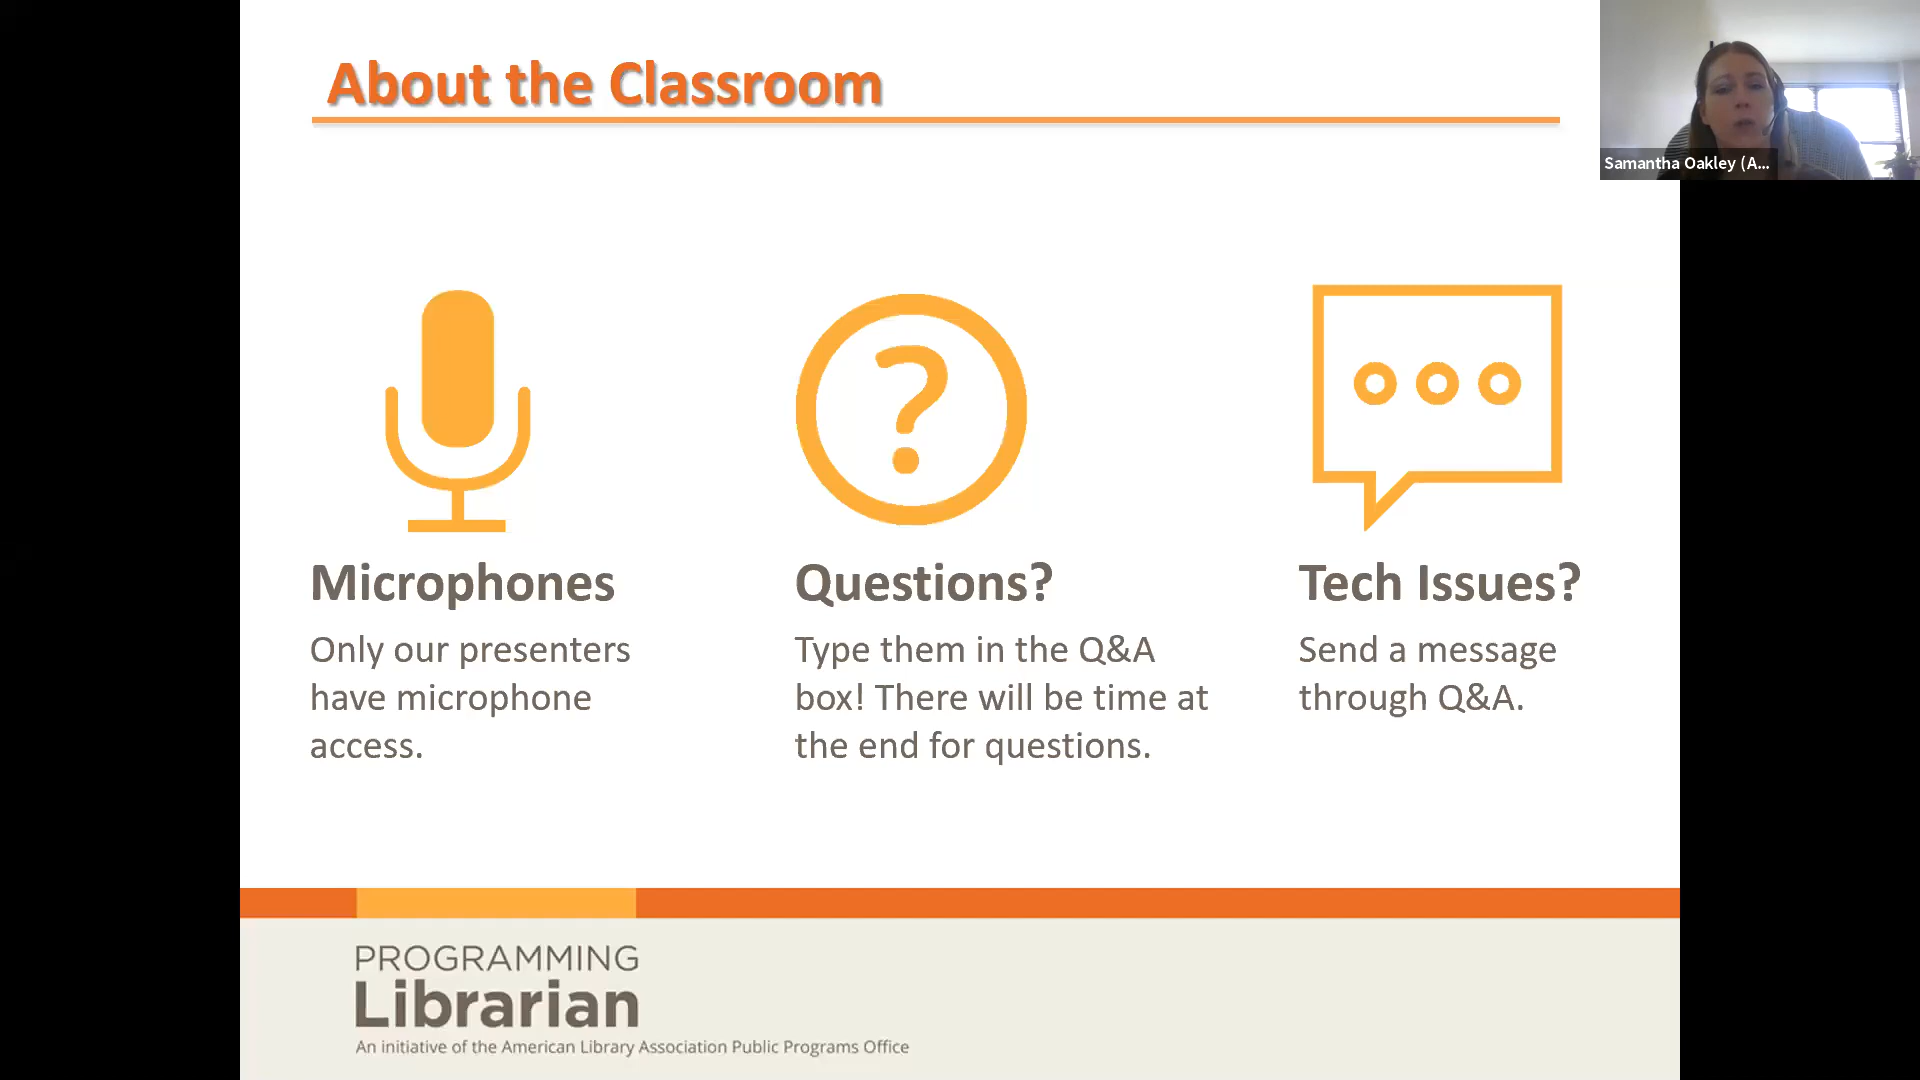 About the Classroom
Samantha Oakley (A...
?
Microphones
Only our presenters
have microphone
access.
Questions?
Type them in the Q&A
box! There will be time at
the end for questions.
Tech Issues?
Send a message
through Q&A.
PROGRAMMING
Librarian
An initiative of the American Library Association Public Programs Office